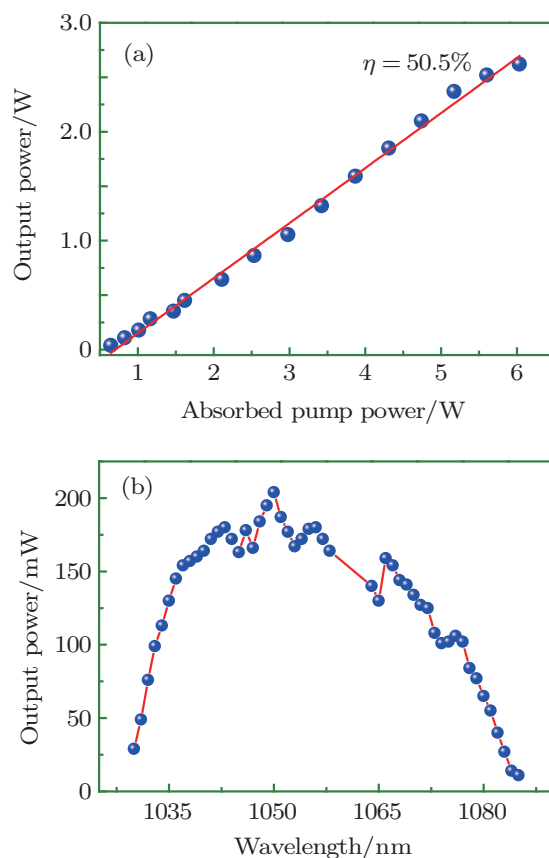 3.0
(a)
η = 50.5%
2.0
1.0
0
Output power/W
1 2 3 4 5 6
Absorbed pump power/W
(b)
200
150
100
50
0
Output power/mW
1035 1050 1065 1080
Wavelength/nm